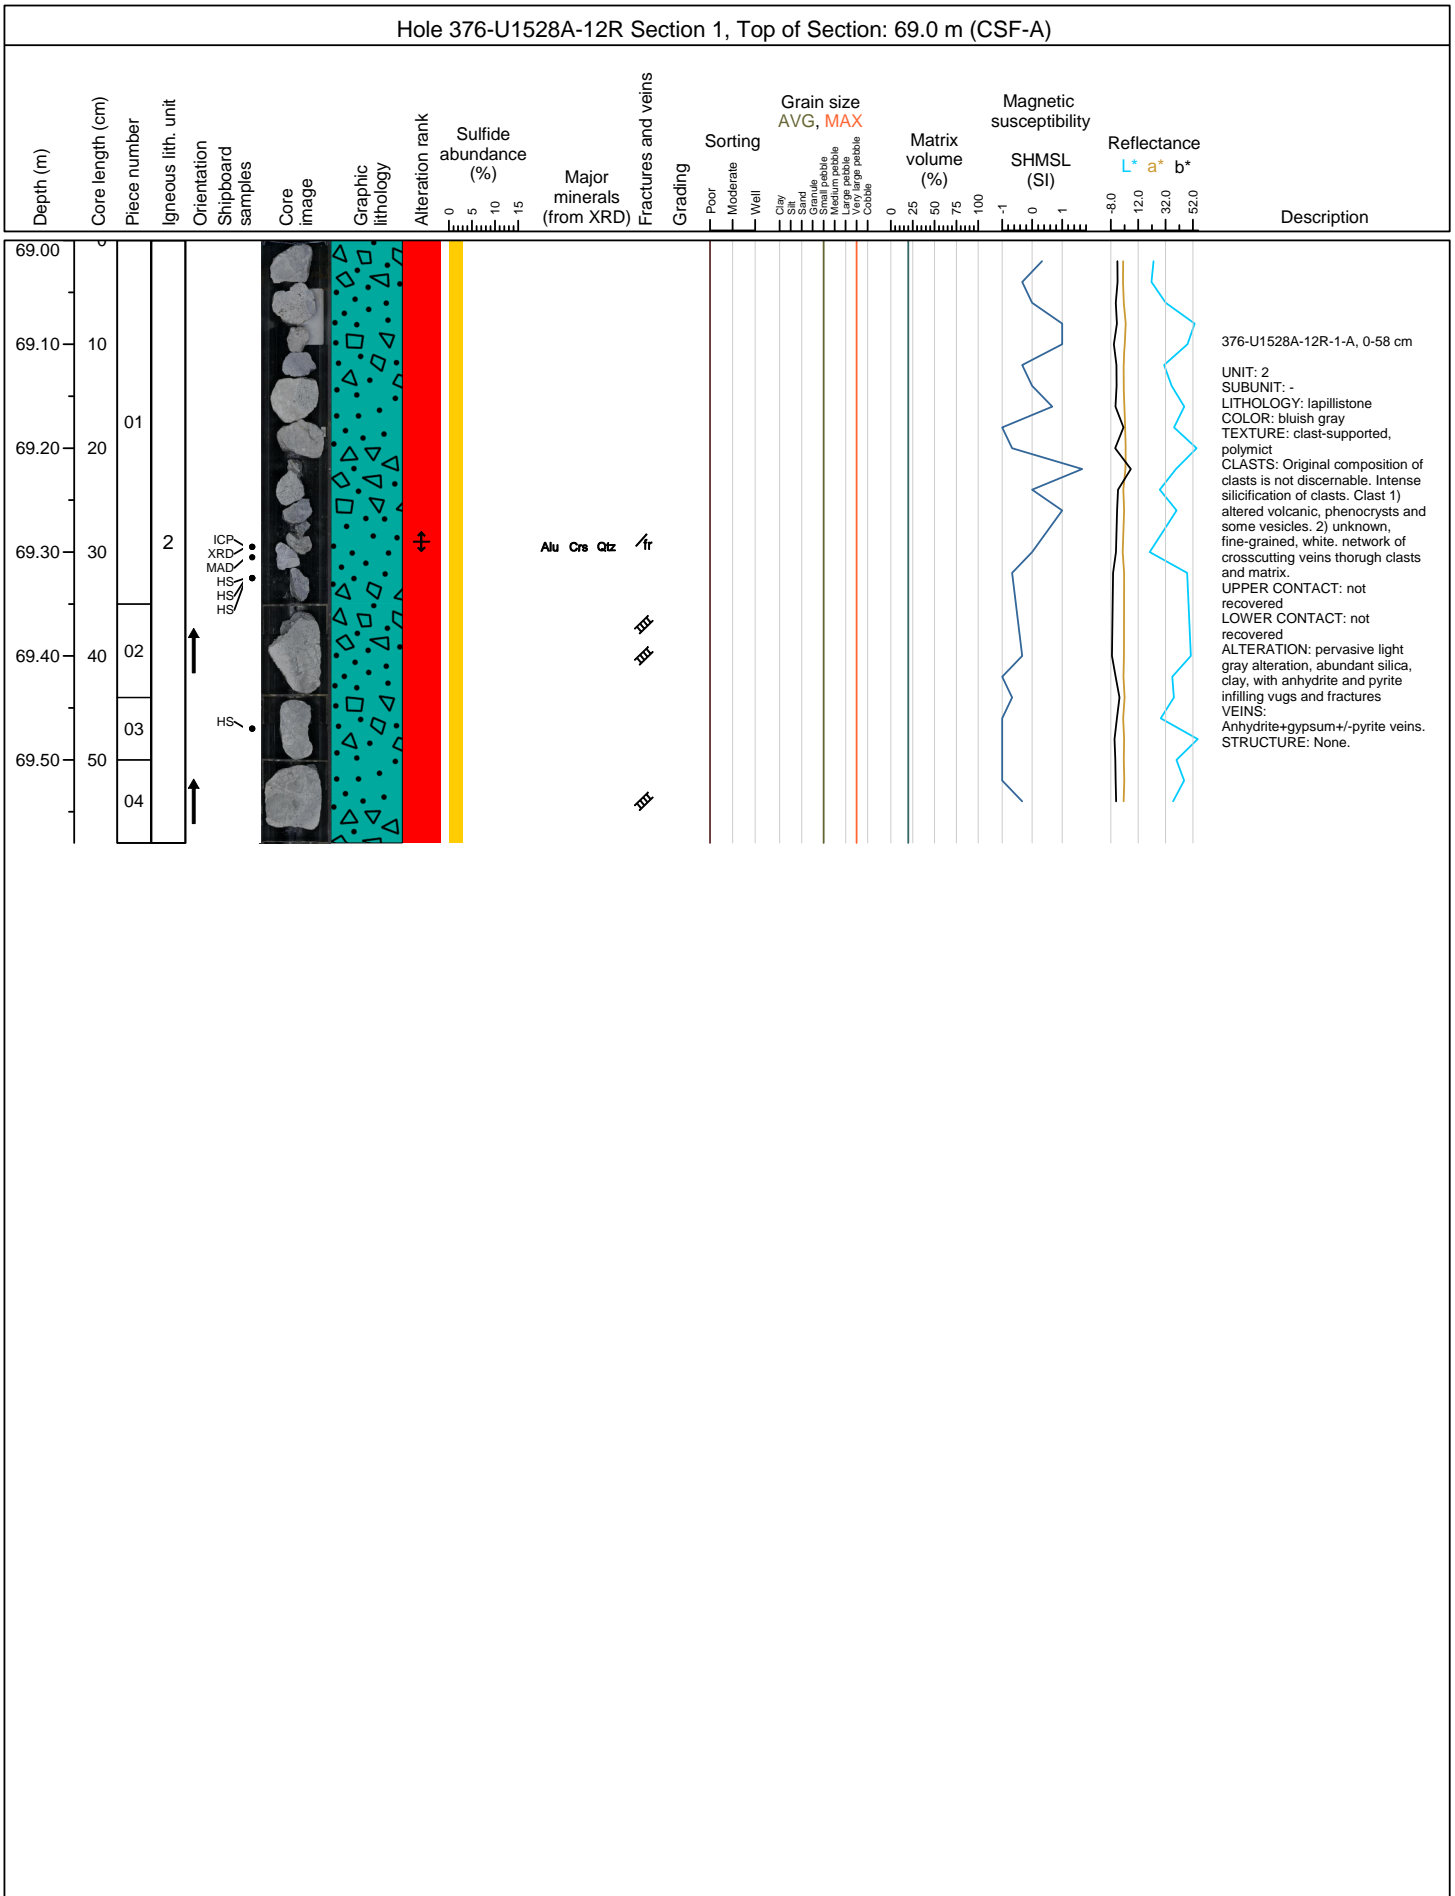 Hole 376-U1528A-12R Section 1, Top of Section: 69.0 m (CSF-A)
Depth (m)
Core length (cm)
Piece number
Igneous lith. unit
Orientation
Shipboard
samples
Core
image
Graphic
lithology
Alteration rank
Sulfide
abundance
(%)
0 5 10 15
Major
minerals
(from XRD)
Fractures and veins
Grading
Sorting
Poor
Moderate
Well
Grain size
AVG, MAX
Clay
Silt
Sand
Granule
Small pebble
Medium pebble
Large pebble
Very large pebble
Cobble
Matrix
volume
(%)
0 25 50 75 100
Magnetic
susceptibility
SHMSL
(SI)
-1 0 1
Reflectance
L* a* b*
-8.0 12.0 32.0 52.0
Description
69.00 0
69.10 10
69.20 20
69.30 30
69.40 40
69.50 50
01
02
03
04
2
ICP
XRD
MAD
HS
HS
HS
HS
Alu Crs Qtz
fr
376-U1528A-12R-1-A, 0-58 cm
UNIT: 2
SUBUNIT: -
LITHOLOGY: lapillistone
COLOR: bluish gray
TEXTURE: clast-supported,
polymict
CLASTS: Original composition of
clasts is not discernable. Intense
silicification of clasts. Clast 1)
altered volcanic, phenocrysts and
some vesicles. 2) unknown,
fine-grained, white. network of
crosscutting veins thorugh clasts
and matrix.
UPPER CONTACT: not
recovered
LOWER CONTACT: not
recovered
ALTERATION: pervasive light
gray alteration, abundant silica,
clay, with anhydrite and pyrite
infilling vugs and fractures
VEINS:
Anhydrite+gypsum+/-pyrite veins.
STRUCTURE: None.